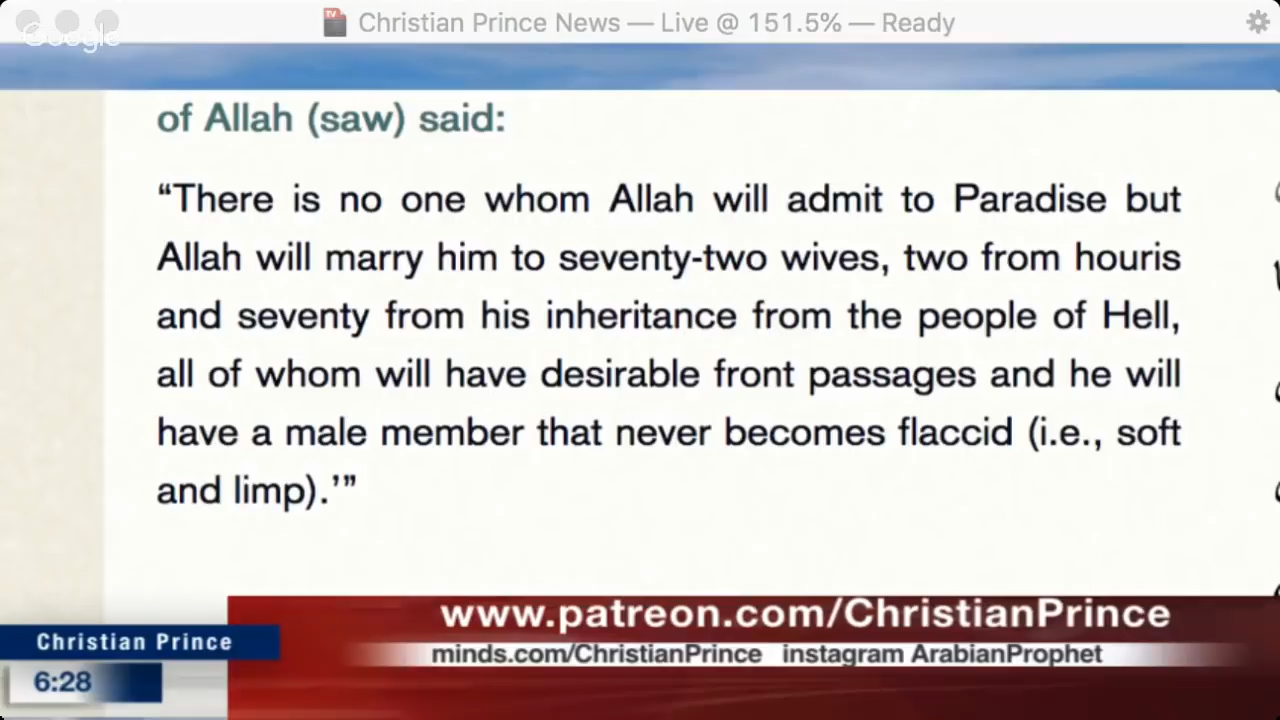 Christian Prince News — Live @ 151.5% — Ready
Google
of Allah (saw) said:
“There is no one whom Allah will admit to Paradise but
Allah will marry him to seventy-two wives, two from houris
and seventy from his inheritance from the people of Hell,
all of whom will have desirable front passages and he will
have a male member that never becomes flaccid (i.e., soft
and limp).’”
www.patreon.com/ChristianPrince
Christian Prince
minds.com/ChristianPrince instagram ArabianProphet
6:28